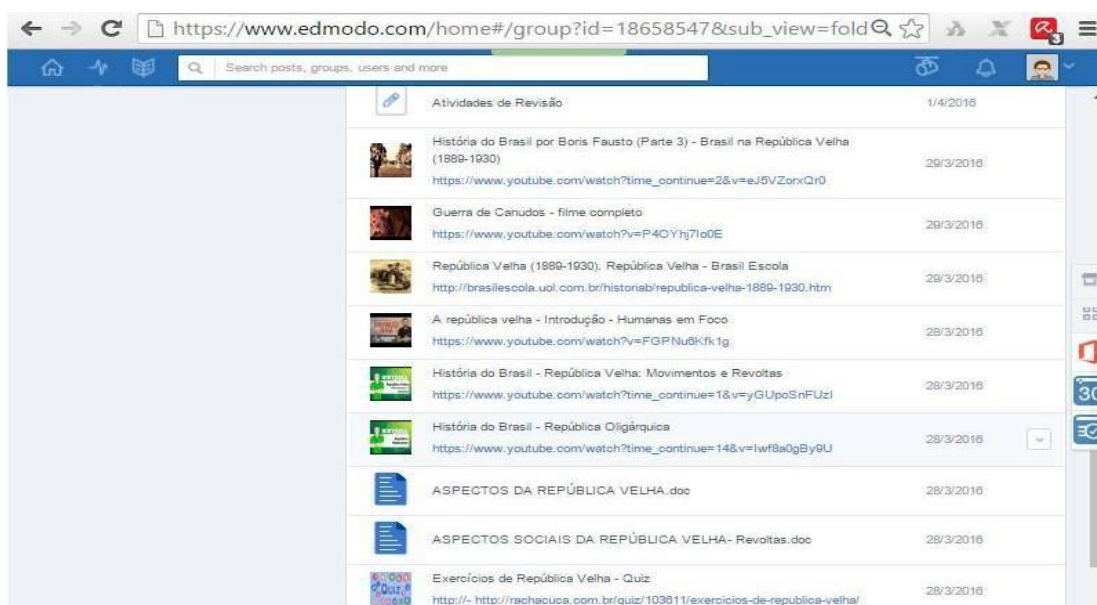 https://www.edmodo.com/home#/group?id=18658547&sub_view=fold
3
Search posts, groups, users and more
Atividades de Revisão
1/4/2016
História do Brasil por Boris Fausto (Parte 3) - Brasil na República Velha
(1889-1930)
29/3/2016
https://www.youtube.com/watch?time_continue=2&v=eJ5VZorxQr0
Guerra de Canudos - filme completo
29/3/2016
https://www.youtube.com/watch?v=P4OYhj7Io0E
República Velha (1889-1930). República Velha - Brasil Escola
29/3/2016
http://brasilescola.uol.com.br/historiab/republica-velha-1889-1930.htm
A república velha - Introdução - Humanas em Foco
28/3/2016
https://www.youtube.com/watch?v=FGPNu6Kfk1g
História do Brasil - República Velha: Movimentos e Revoltas
28/3/2016
https://www.youtube.com/watch?time_continue=1&v=yGUpoSnFUzI
30
História do Brasil - República Oligárquica
28/3/2016
https://www.youtube.com/watch?time_continue=14&v=Iwf8a0gBy9U
ASPECTOS DA REPÚBLICA VELHA.doc
28/3/2016
ASPECTOS SOCIAIS DA REPÚBLICA VELHA- Revoltas.doc
28/3/2016
Exercícios de República Velha - Quiz
28/3/2016
QUIZ
http://- http://rachacuca.com.br/quiz/103611/exercicios-de-republica-velha/